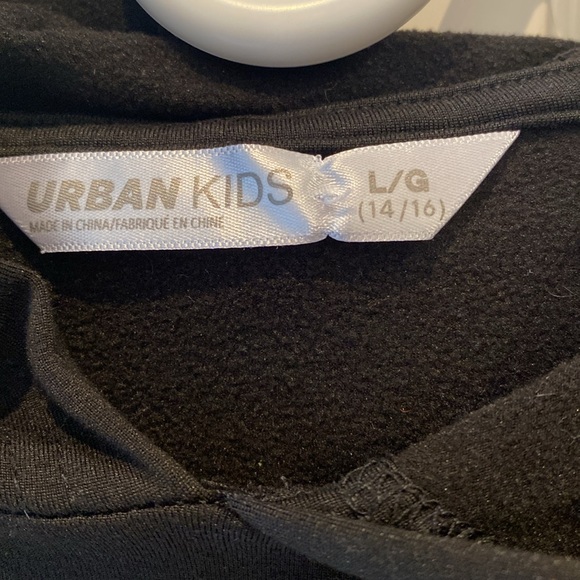 URBAN KIDS
MADE IN CHINA/FABRIQUE EN CHINE
L/G
(14/16)